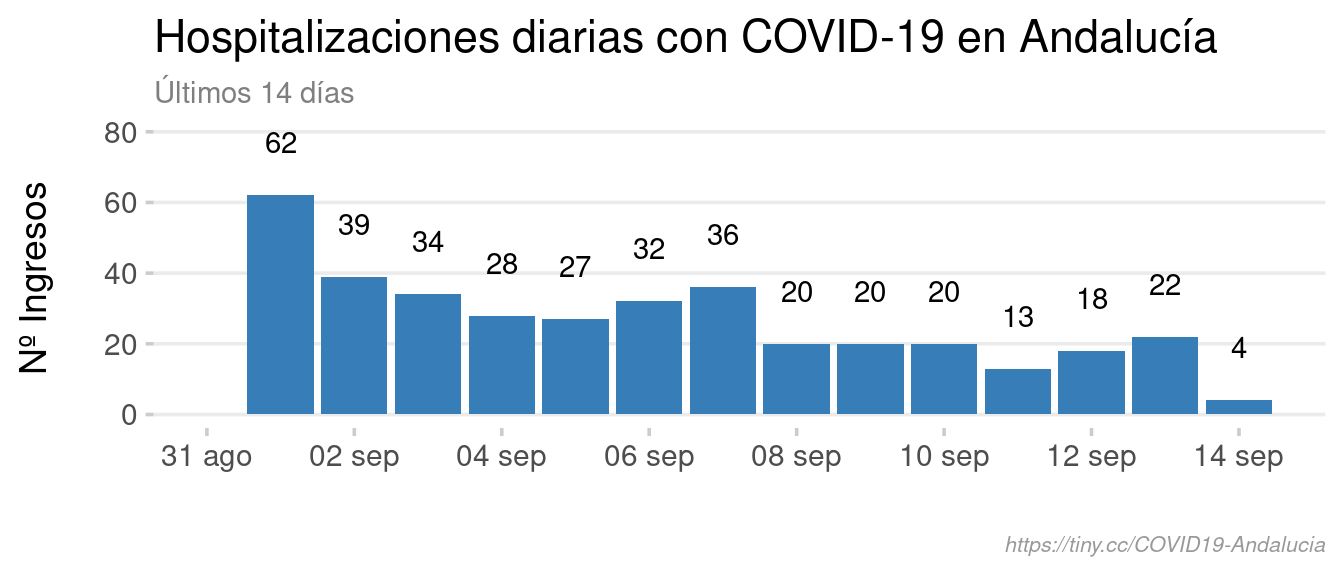 Hospitalizaciones diarias con COVID-19 en Andalucía
Últimos 14 días
Nº Ingresos
80
60
40
20
0
62
39
34
28
27
32
36
20
20
20
13
18
22
4
31 ago
02 sep
04 sep
06 sep
08 sep
10 sep
12 sep
14 sep
https://tiny.cc/COVID19-Andalucia